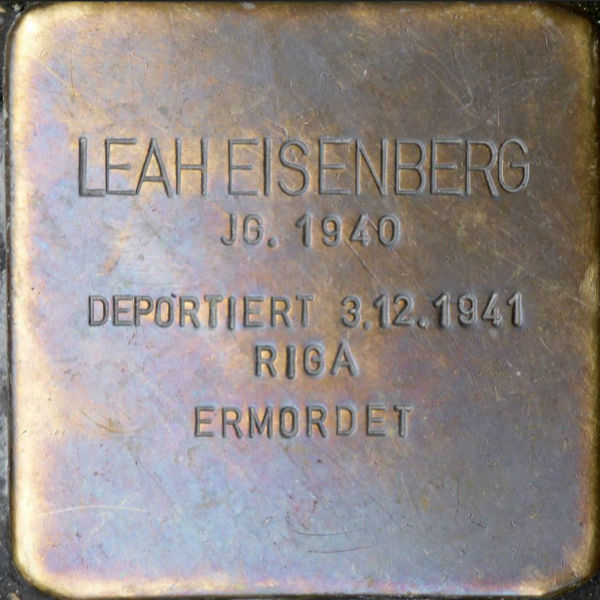 LEAH EISENBERG
JG. 1940
DEPORTIERT 3.12.1941
RIGA
ERMORDET